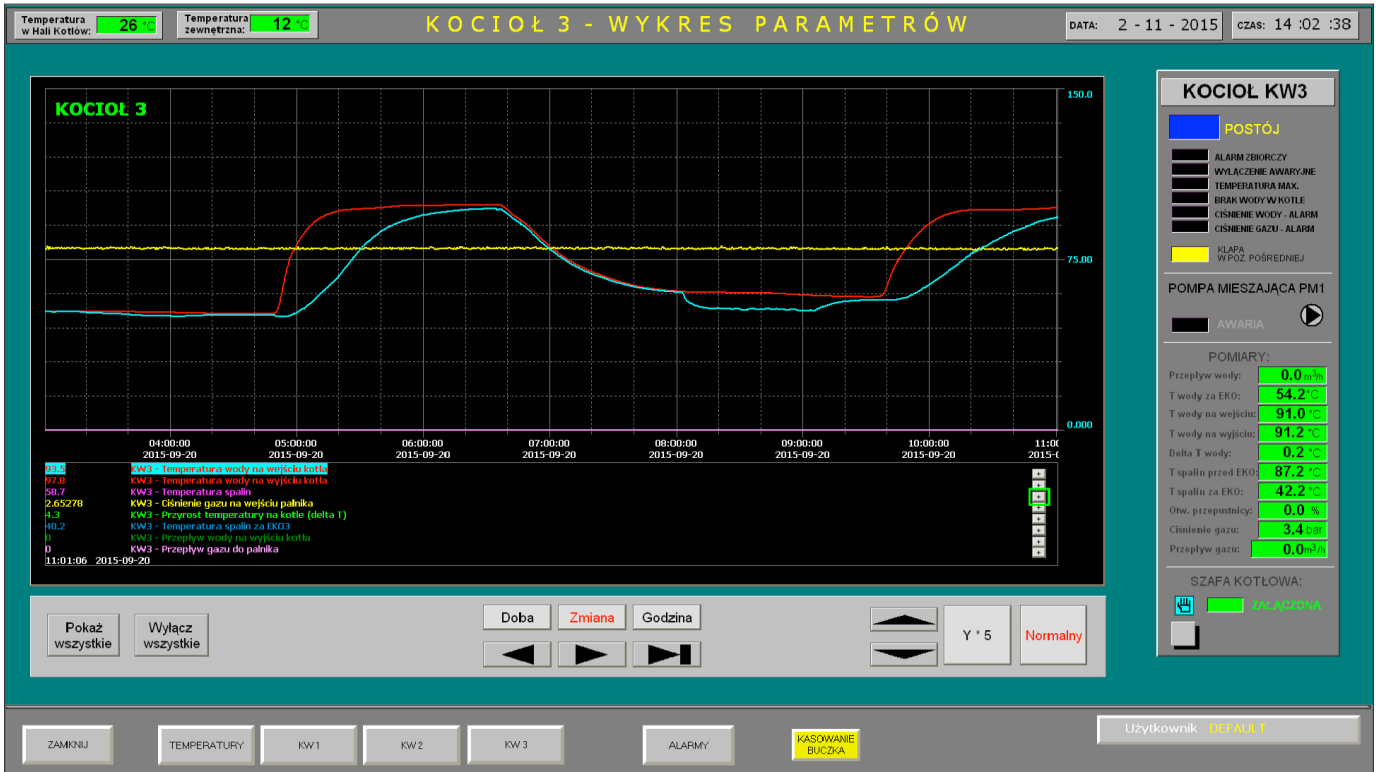 Temperatura w Hali Kotłów: 26 °C
Temperatura zewnętrzna: 12 °C
KOCIOŁ 3 - WYKRES PARAMETRÓW
DATA: 2 - 11 - 2015
CZAS: 14 :02 :38
KOCIOŁ 3
150.0
75.00
0.000
04:00:00 05:00:00 06:00:00 07:00:00 08:00:00 09:00:00 10:00:00 11:0
2015-09-20 2015-09-20 2015-09-20 2015-09-20 2015-09-20 2015-09-20 2015-09-20 2015-
93.5 KW3 - Temperatura wody na wejściu kotła
97.8 KW3 - Temperatura wody na wyjściu kotła
58.7 KW3 - Temperatura spalin
2.65278 KW3 - Ciśnienie gazu na wejściu palnika
4.3 KW3 - Przyrost temperatury na kotle (delta T)
40.2 KW3 - Temperatura spalin za EKO3
0 KW3 - Przepływ wody na wyjściu kotła
0 KW3 - Przepływ gazu do palnika
11:01:06 2015-09-20
KOCIOŁ KW3
POSTÓJ
ALARM ZBIORCZY
WYŁĄCZENIE AWARYJNE
TEMPERATURA MAX.
BRAK WODY W KOTLE
CIŚNIENIE WODY - ALARM
CIŚNIENIE GAZU - ALARM
KLAPA
W POZ. POŚREDNIEJ
POMPA MIESZAJĄCA PM1
AWARIA
POMIARY:
Przepływ wody: 0.0 m³/h
T wody za EKO: 54.2 °C
T wody na wejściu: 91.0 °C
T wody na wyjściu: 91.2 °C
Delta T wody: 0.2 °C
T spalin przed EKO: 87.2 °C
T spalin za EKO: 42.2 °C
Otw. przepustnicy: 0.0 %
Ciśnienie gazu: 3.4 bar
Przepływ gazu: 0.0 m³/h
SZAFA KOTŁOWA:
ZAŁĄCZONA
Pokaż wszystkie
Wyłącz wszystkie
Doba Zmiana Godzina
Y * 5
Normalny
ZAMKNIJ
TEMPERATURY
KW 1
KW 2
KW 3
ALARMY
KASOWANIE BUCZKA
Użytkownik DEFAULT